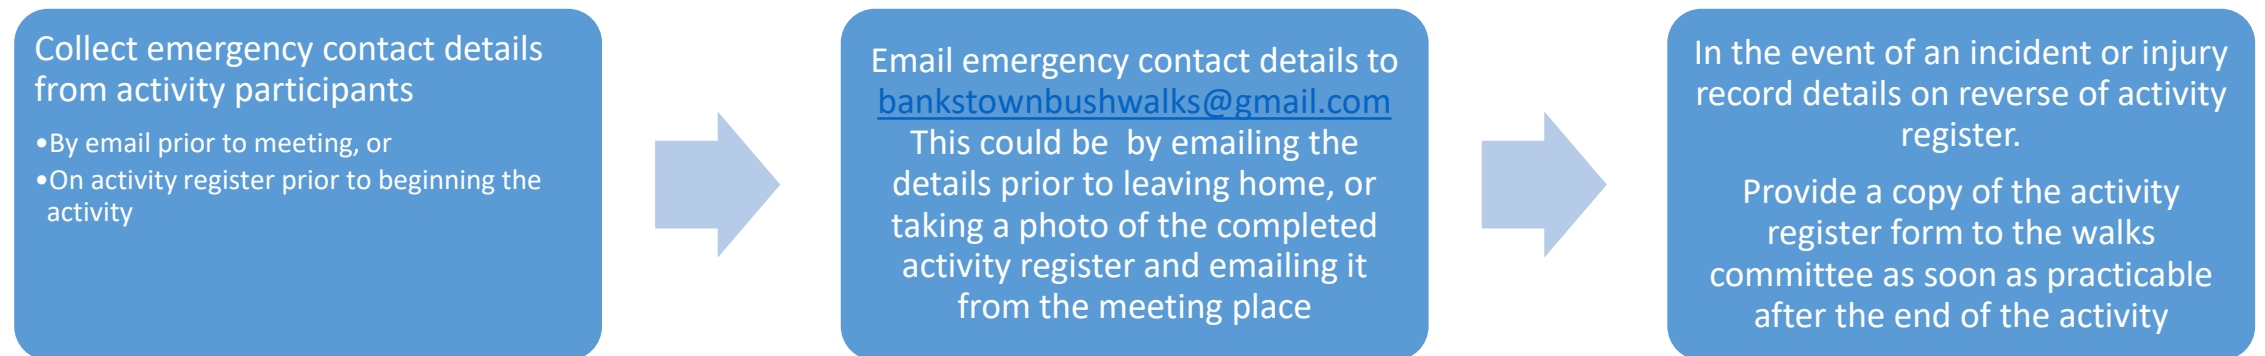 Collect emergency contact details
from activity participants
•By email prior to meeting, or
•On activity register prior to beginning the
activity
Email emergency contact details to
bankstownbushwalks@gmail.com
This could be  by emailing the
details prior to leaving home, or
taking a photo of the completed
activity register and emailing it
from the meeting place
In the event of an incident or injury
record details on reverse of activity
register.
Provide a copy of the activity
register form to the walks
committee as soon as practicable
after the end of the activity